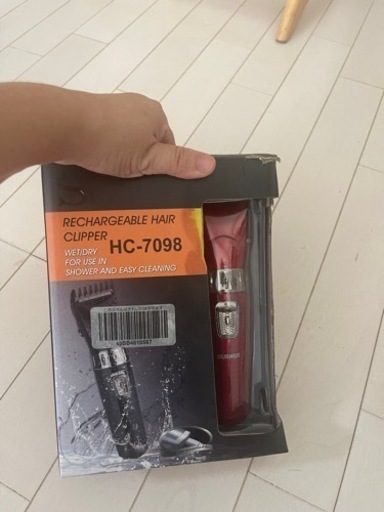 RECHARGEABLE HAIR
CLIPPER HC-7098
WET/DRY
FOR USE IN
SHOWER AND EASY CLEANING